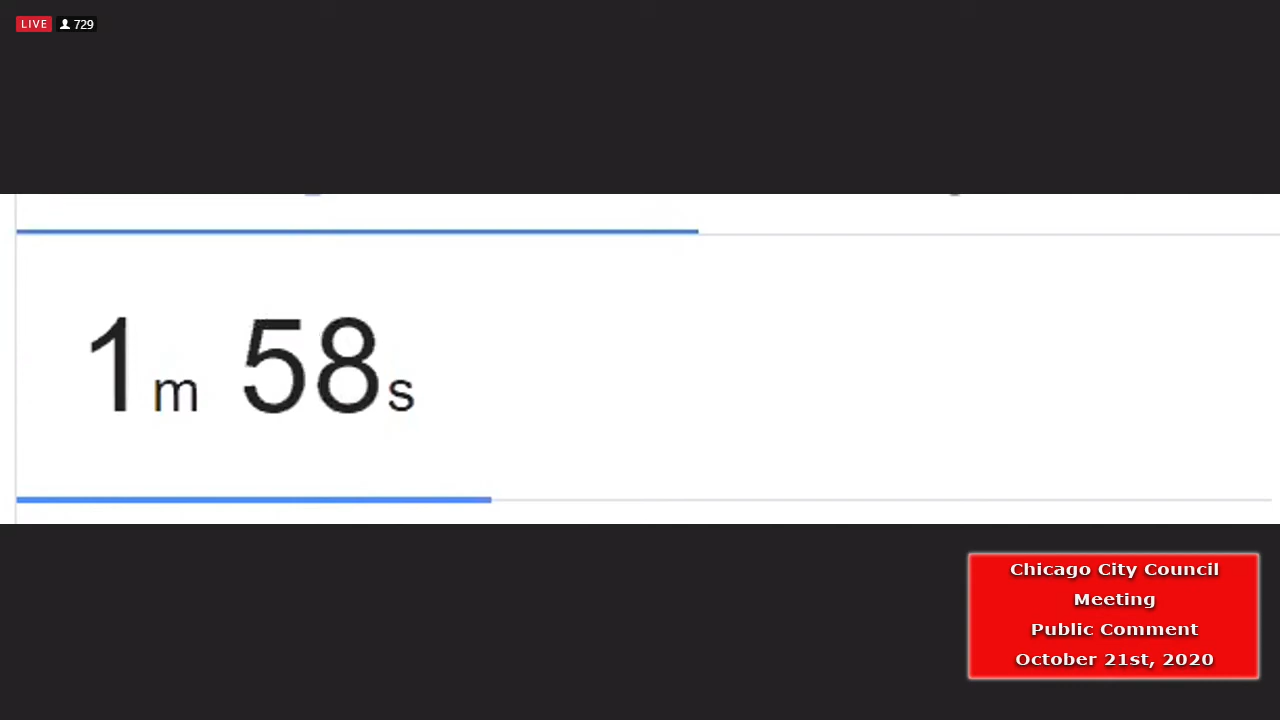 LIVE 729
1m 58s
Chicago City Council
Meeting
Public Comment
October 21st, 2020